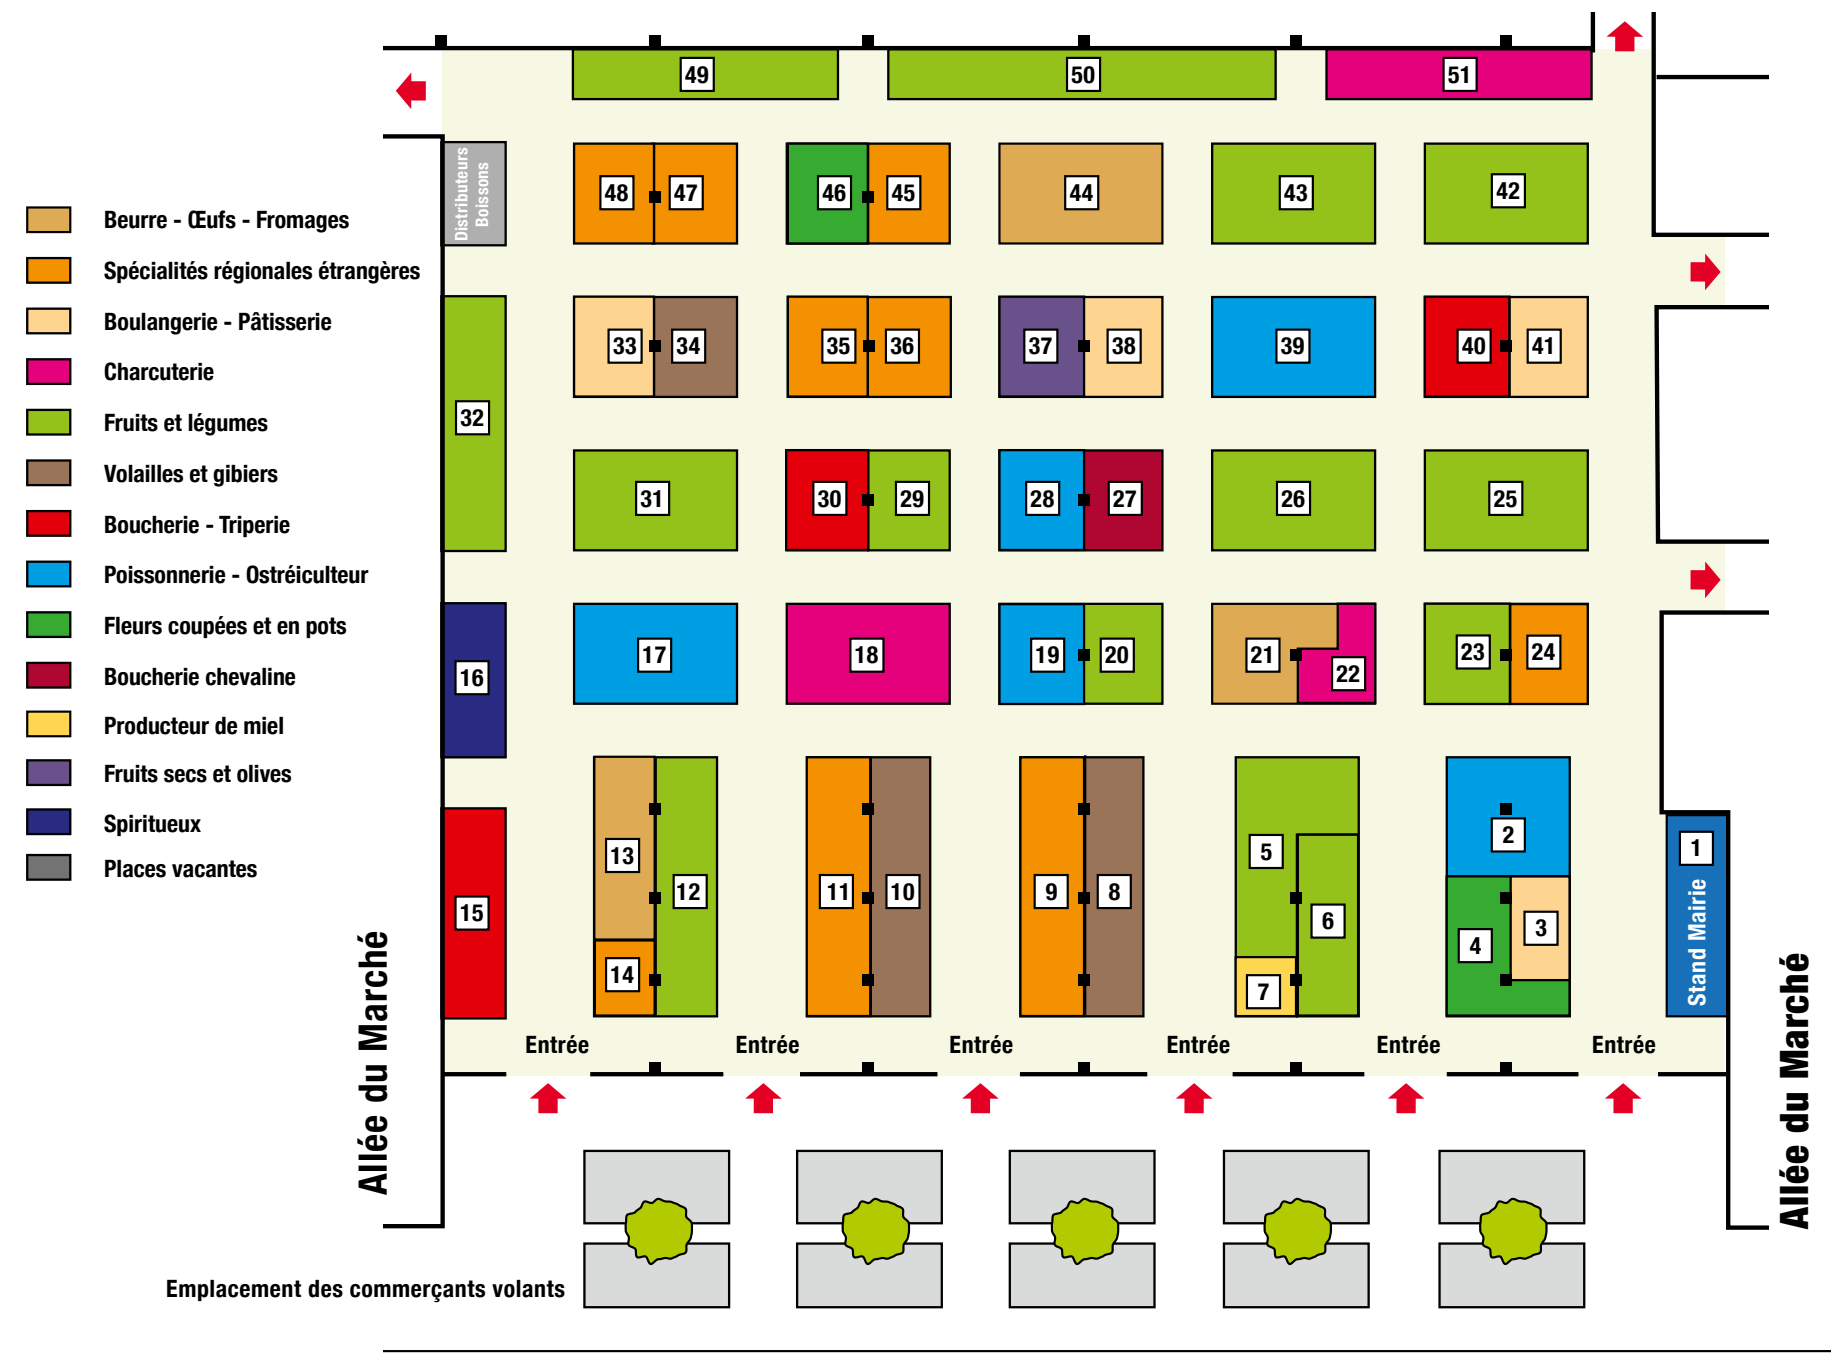 49
50
51
Distributeurs
Boissons
48
47
46
45
44
43
42
Beurre - Œufs - Fromages
Spécialités régionales étrangères
Boulangerie - Pâtisserie
Charcuterie
Fruits et légumes
Volailles et gibiers
Boucherie - Triperie
Poissonnerie - Ostréiculteur
Fleurs coupées et en pots
Boucherie chevaline
Producteur de miel
Fruits secs et olives
Spiritueux
Places vacantes
33
34
35
36
37
38
39
40
41
32
31
30
29
28
27
26
25
16
17
18
19
20
21
22
23
24
15
13
14
12
11
10
9
8
5
6
7
2
4
3
1
Stand Mairie
Allée du Marché
Allée du Marché
Entrée
Entrée
Entrée
Entrée
Entrée
Entrée
Emplacement des commerçants volants